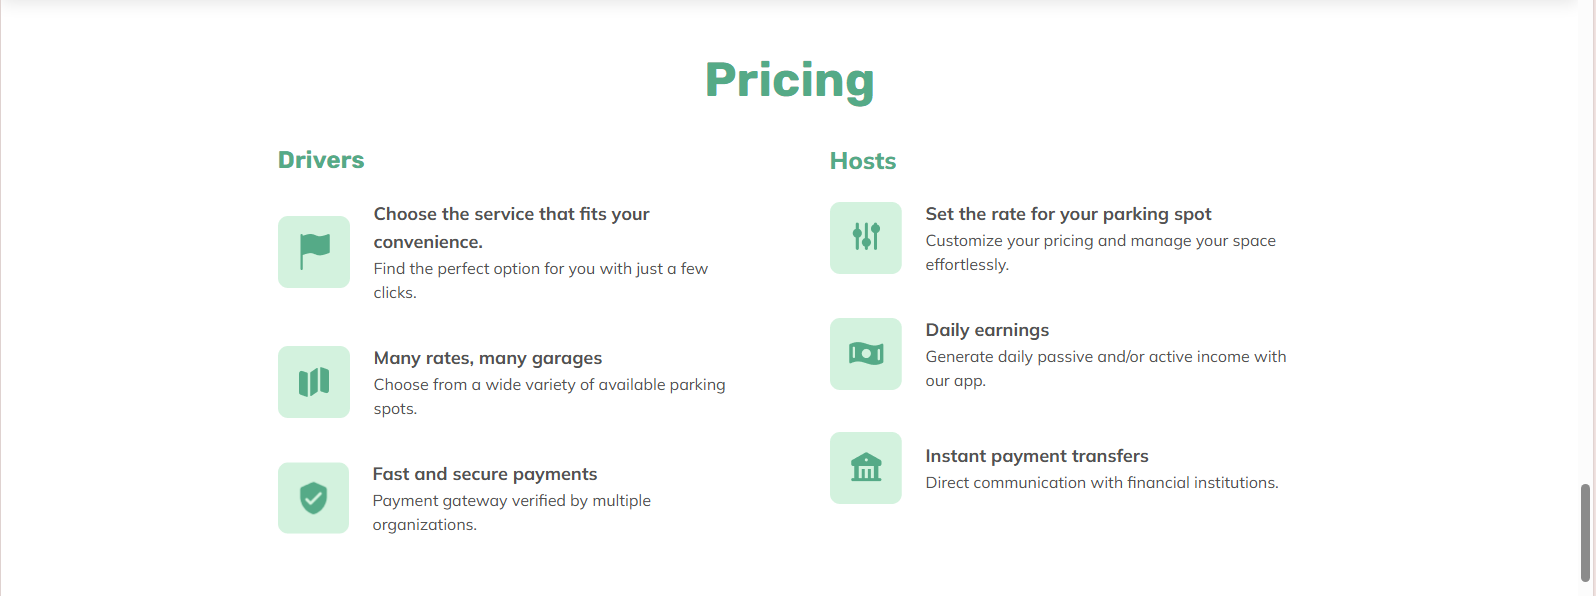 Pricing
Drivers
Choose the service that fits your
convenience.
Find the perfect option for you with just a few
clicks.
Many rates, many garages
Choose from a wide variety of available parking
spots.
Fast and secure payments
Payment gateway verified by multiple
organizations.
Hosts
Set the rate for your parking spot
Customize your pricing and manage your space
effortlessly.
Daily earnings
Generate daily passive and/or active income with
our app.
Instant payment transfers
Direct communication with financial institutions.